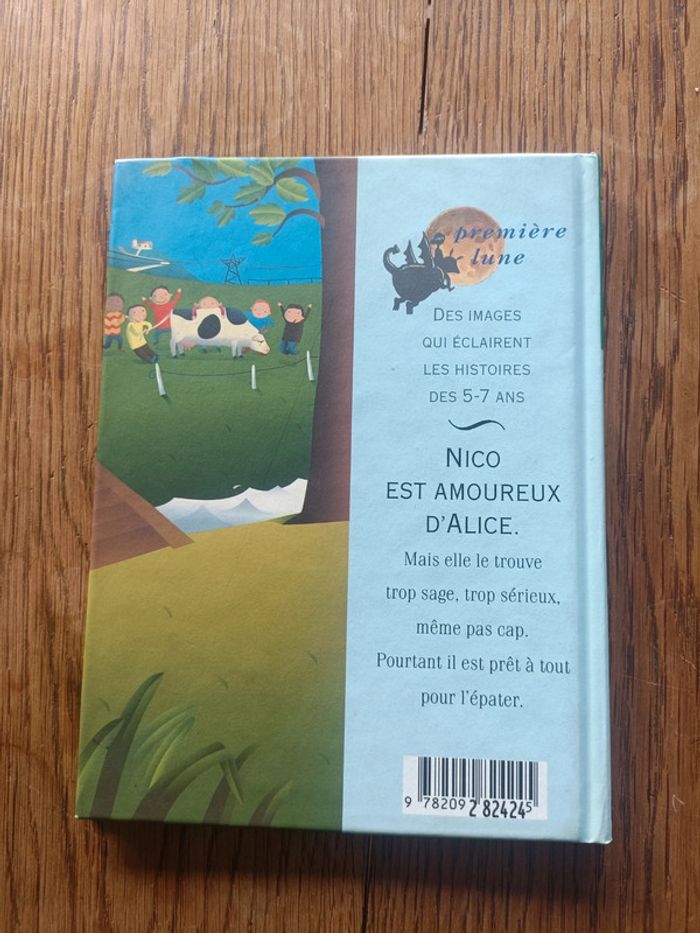 première
lune
DES IMAGES
QUI ÉCLAIRENT
LES HISTOIRES
DES 5-7 ANS
NICO
EST AMOUREUX
D'ALICE.
Mais elle le trouve
trop sage, trop sérieux,
même pas cap.
Pourtant il est prêt à tout
pour l'épater.
9 782092 824245